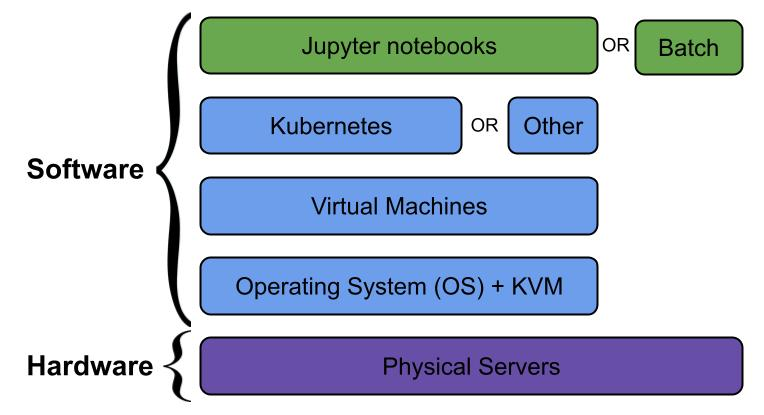 Jupyter notebooks OR Batch
Kubernetes OR Other
Software
Virtual Machines
Operating System (OS) + KVM
Hardware
Physical Servers